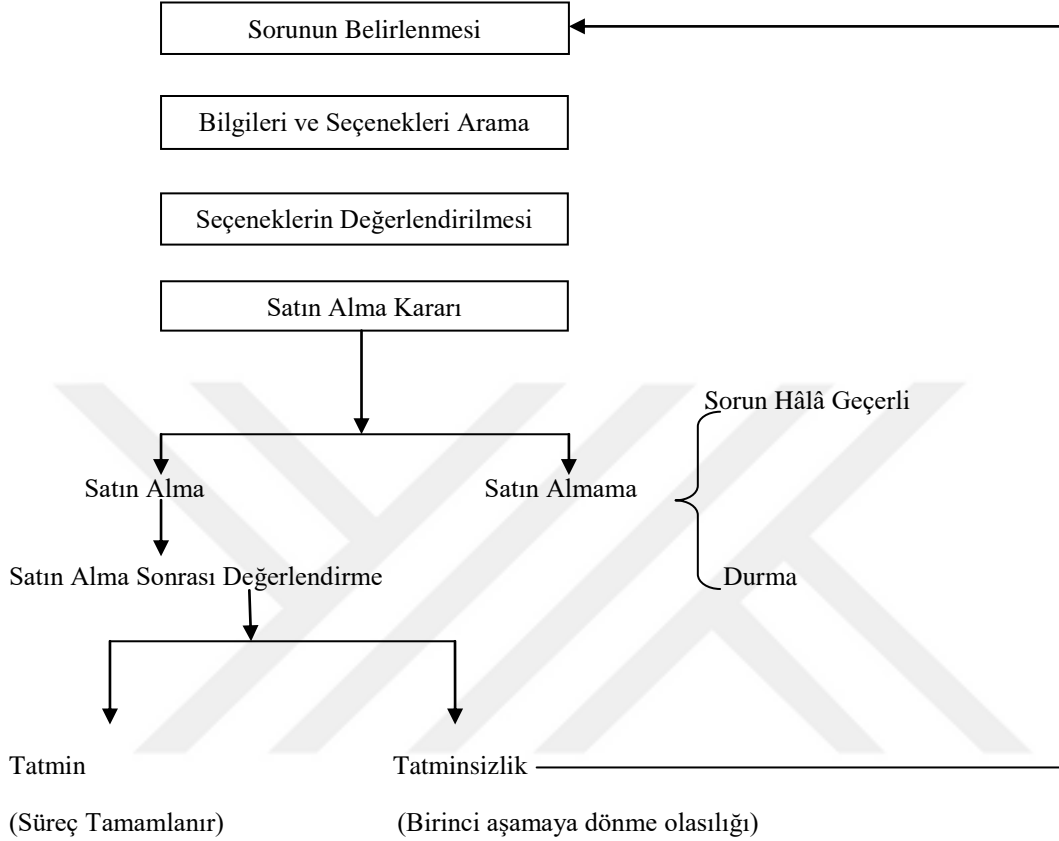 Sorunun Belirlenmesi
Bilgileri ve Seçenekleri Arama
Seçeneklerin Değerlendirilmesi
Satın Alma Kararı
Sorun Hâlâ Geçerli
Satın Alma
Satın Almama
Satın Alma Sonrası Değerlendirme
Durma
Tatmin
Tatminsizlik
(Süreç Tamamlanır)
(Birinci aşamaya dönme olasılığı)